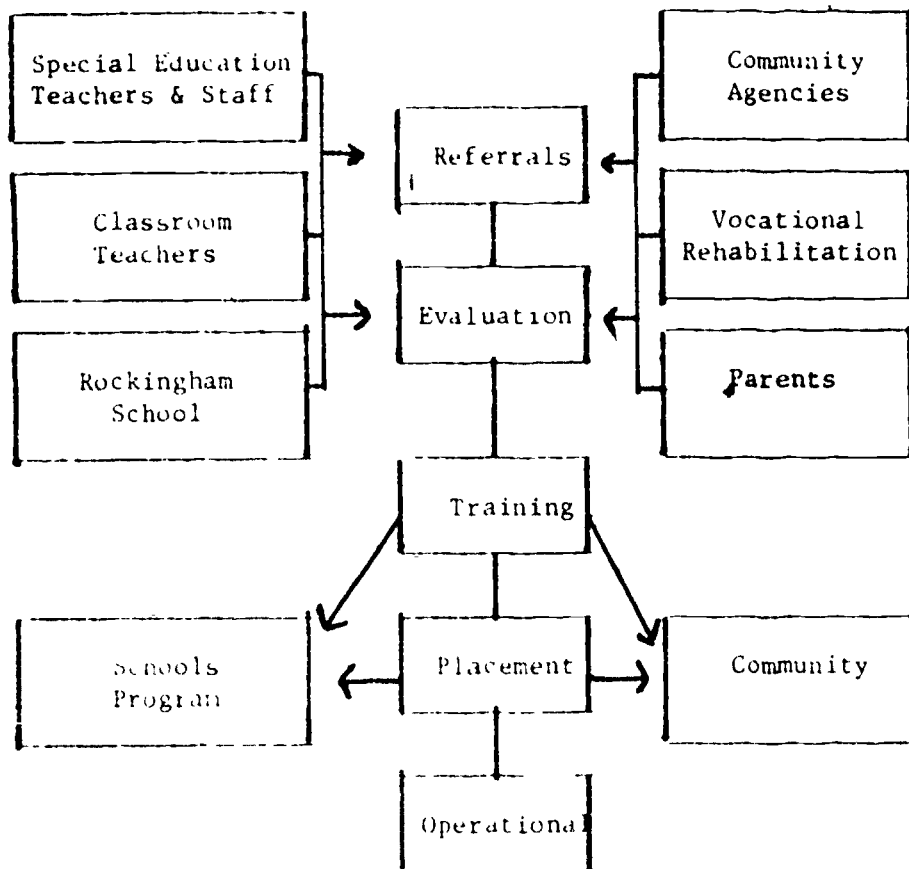 Special Education
Teachers & Staff
Community
Agencies
Referrals
Classroom
Teachers
Vocational
Rehabilitation
Evaluation
Rockingham
School
Parents
Training
Schools
Program
Placement
Community
Operational